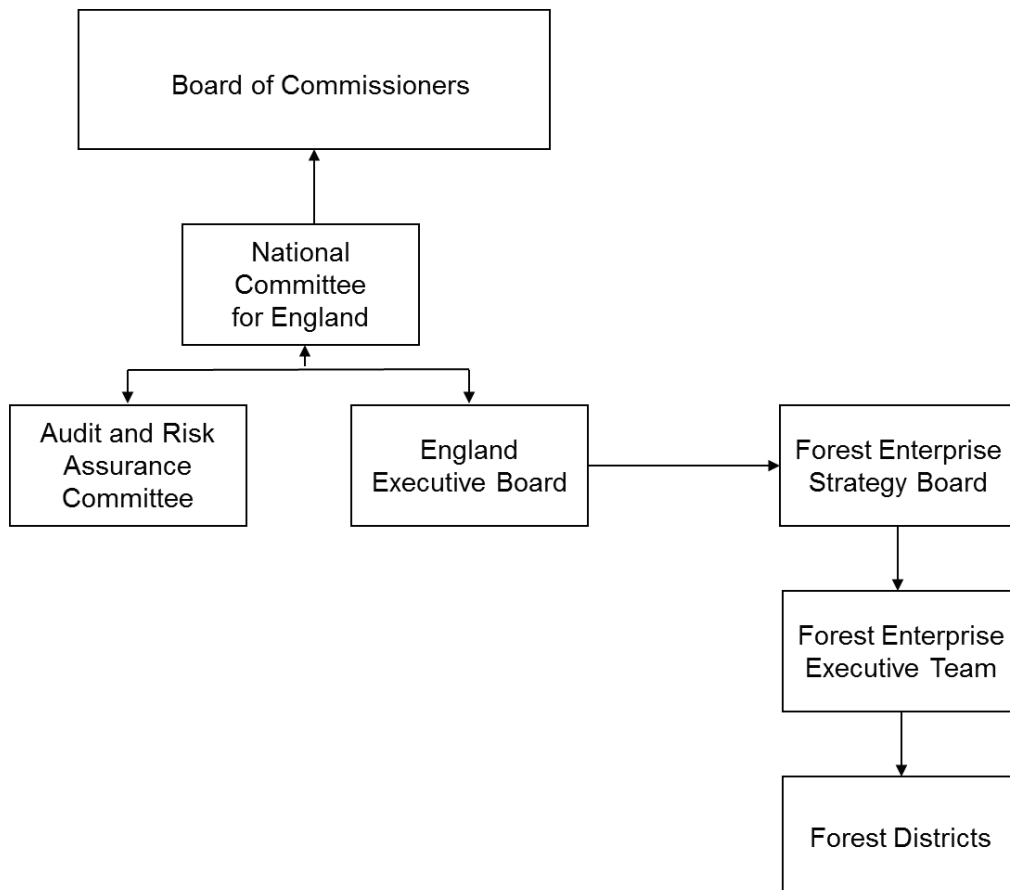 Board of Commissioners
National
Committee
for England
Audit and Risk
Assurance
Committee
England
Executive Board
Forest Enterprise
Strategy Board
Forest Enterprise
Executive Team
Forest Districts